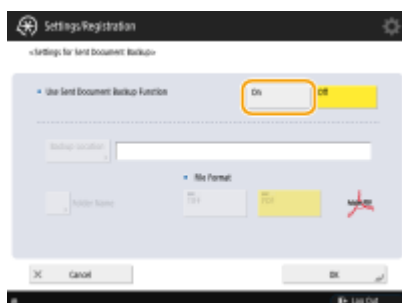 Settings/Registration
<Settings for Sent Document Backup>
Use Sent Document Backup Function
On
Off
Backup Location
File Format
Folder Name
TIFF
PDF
Cancel
OK
Log Out